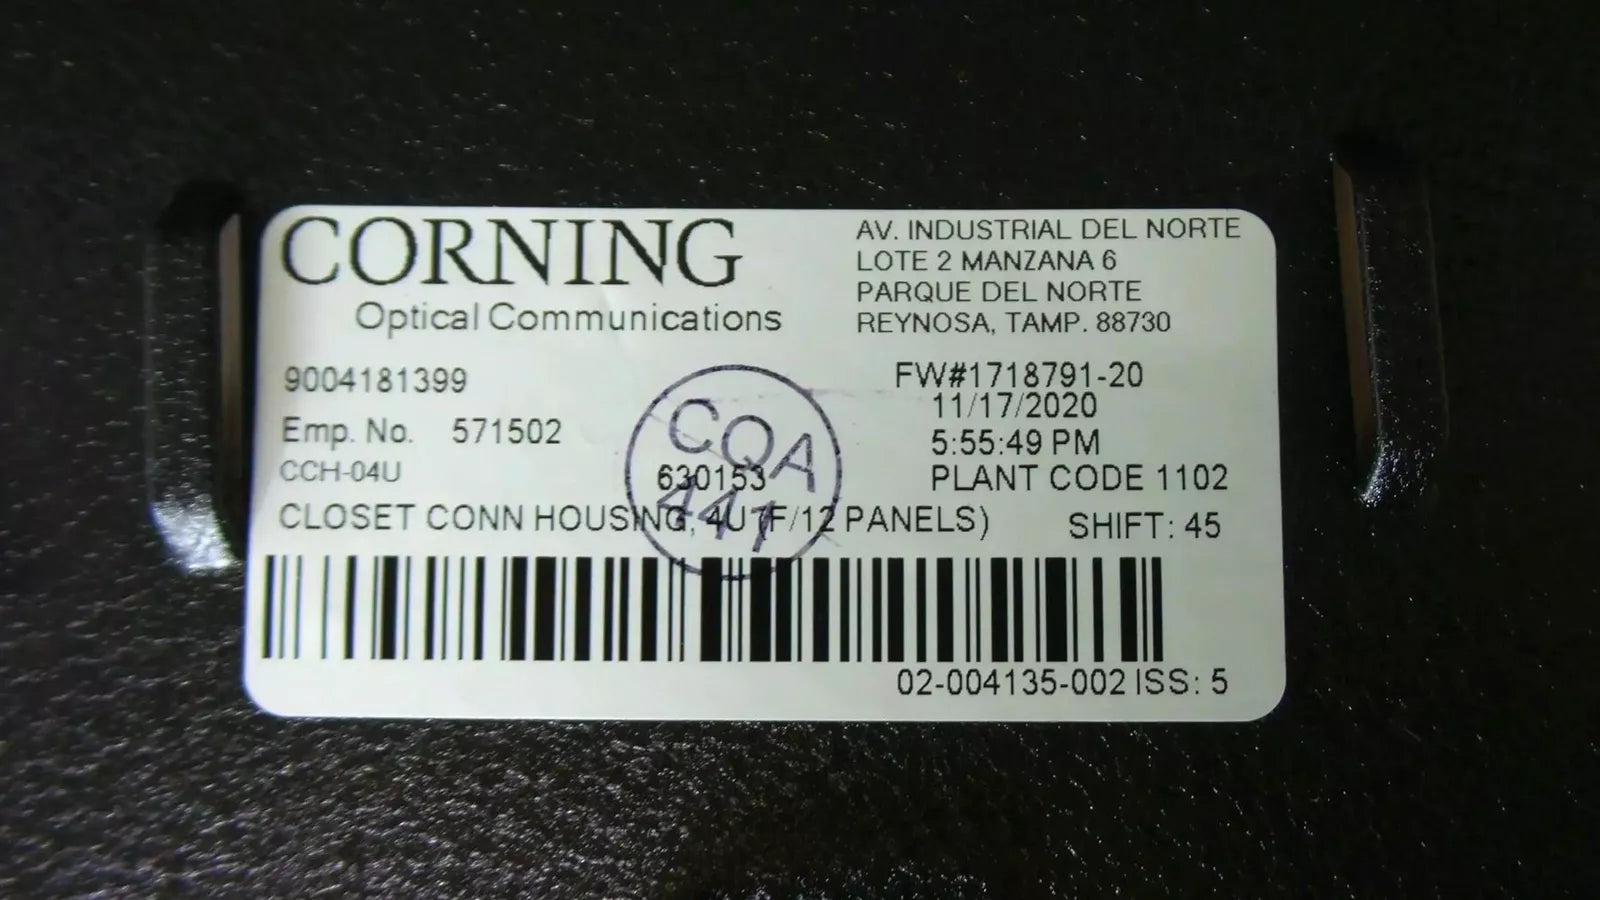 CORNING
Optical Communications
AV. INDUSTRIAL DEL NORTE
LOTE 2 MANZANA 6
PARQUE DEL NORTE
REYNOSA, TAMP. 88730
9004181399
FW#1718791-20
11/17/2020
Emp. No. 571502
5:55:49 PM
CCH-04U 630153
PLANT CODE 1102
CQA
441
CLOSET CONN HOUSING, 4U (F/12 PANELS)
SHIFT: 45
02-004135-002 ISS: 5